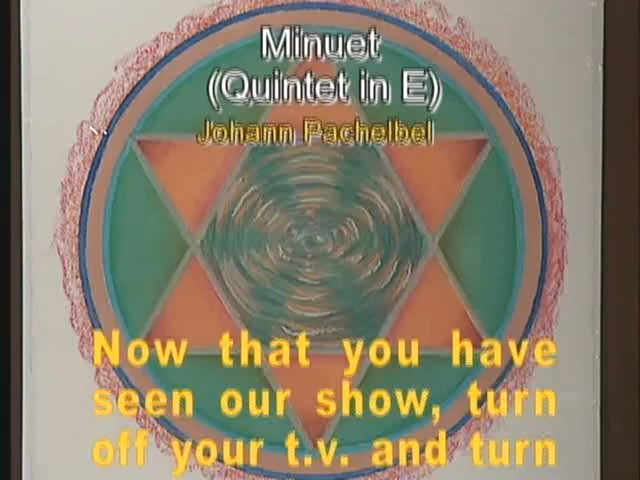 Minuet
(Quintet in E)
Johann Pachelbel
Now that you have
seen our show, turn
off your t.v. and turn